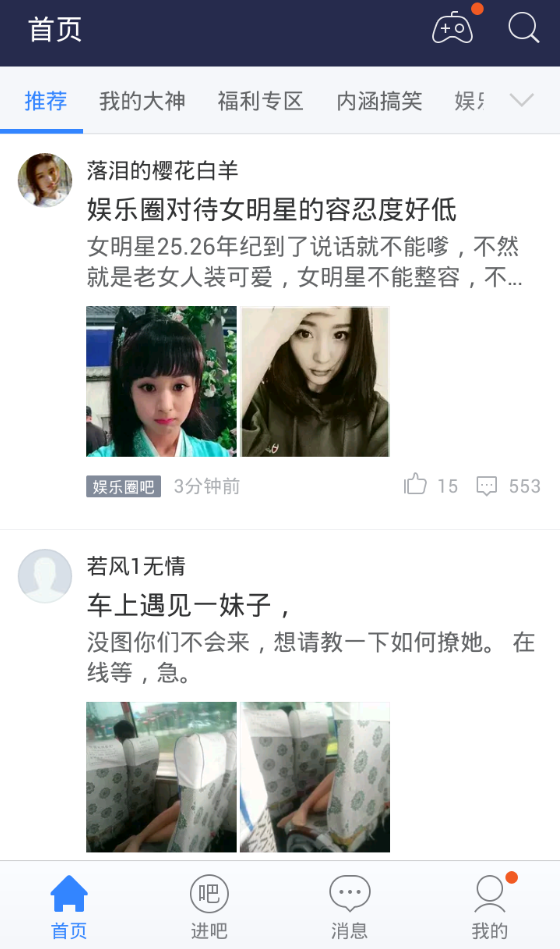 首页
推荐 我的大神 福利专区 内涵搞笑 娱乐
落泪的樱花白羊
娱乐圈对待女明星的容忍度好低
女明星25.26年纪到了说话就不能嗲，不然
就是老女人装可爱，女明星不能整容，不...
娱乐圈吧 3分钟前 15 553
若风1无情
车上遇见一妹子，
没图你们不会来，想请教一下如何撩她。 在
线等，急。
吧
首页 进吧 消息 我的